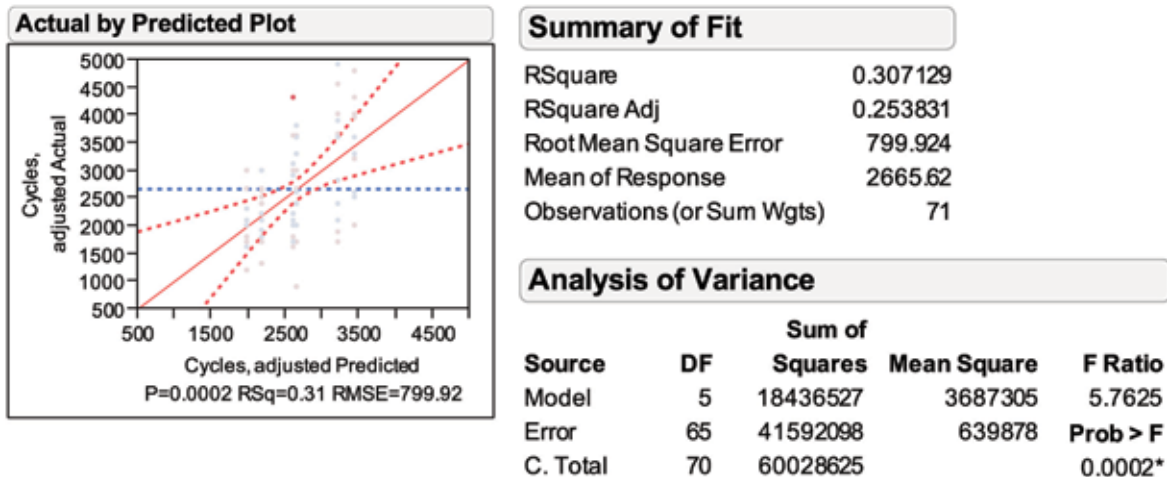 Actual by Predicted Plot
5000
4500
4000
3500
3000
2500
2000
1500
1000
500
Cycles,
adjusted Actual
500 1500 2500 3500 4500
Cycles, adjusted Predicted
P=0.0002 RSq=0.31 RMSE=799.92
Summary of Fit
RSquare 0.307129
RSquare Adj 0.253831
Root Mean Square Error 799.924
Mean of Response 2665.62
Observations (or Sum Wgts) 71
Analysis of Variance
Sum of
Source DF Squares Mean Square F Ratio
Model 5 18436527 3687305 5.7625
Error 65 41592098 639878 Prob > F
C. Total 70 60028625 0.0002*